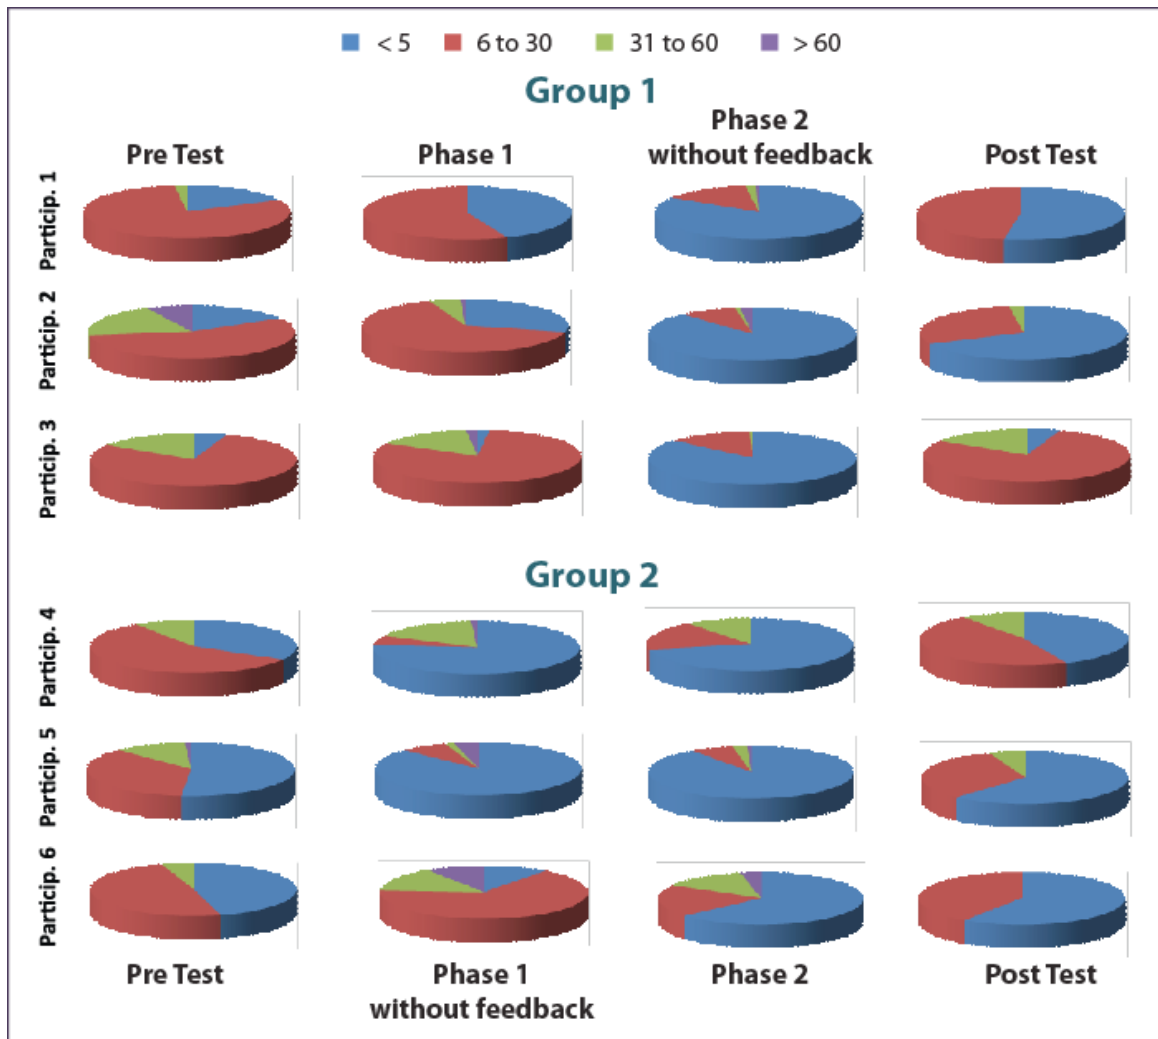 < 5 6 to 30 31 to 60 > 60
Group 1
Pre Test Phase 1 Phase 2 without feedback Post Test
Particip. 1
Particip. 2
Particip. 3
Group 2
Particip. 4
Particip. 5
Particip. 6
Pre Test Phase 1 without feedback Phase 2 Post Test